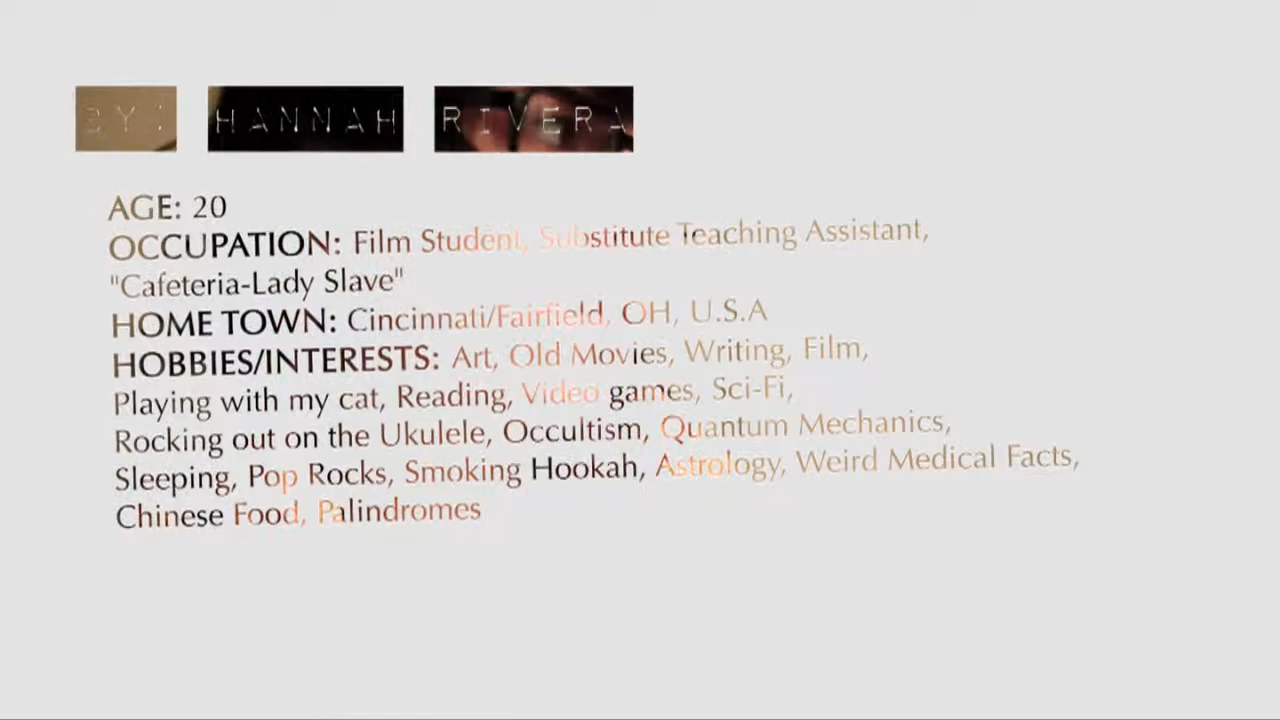 BY: HANNAH RIVERA
AGE: 20
OCCUPATION: Film Student, Substitute Teaching Assistant,
"Cafeteria-Lady Slave"
HOME TOWN: Cincinnati/Fairfield, OH, U.S.A
HOBBIES/INTERESTS: Art, Old Movies, Writing, Film,
Playing with my cat, Reading, Video games, Sci-Fi,
Rocking out on the Ukulele, Occultism, Quantum Mechanics,
Sleeping, Pop Rocks, Smoking Hookah, Astrology, Weird Medical Facts,
Chinese Food, Palindromes